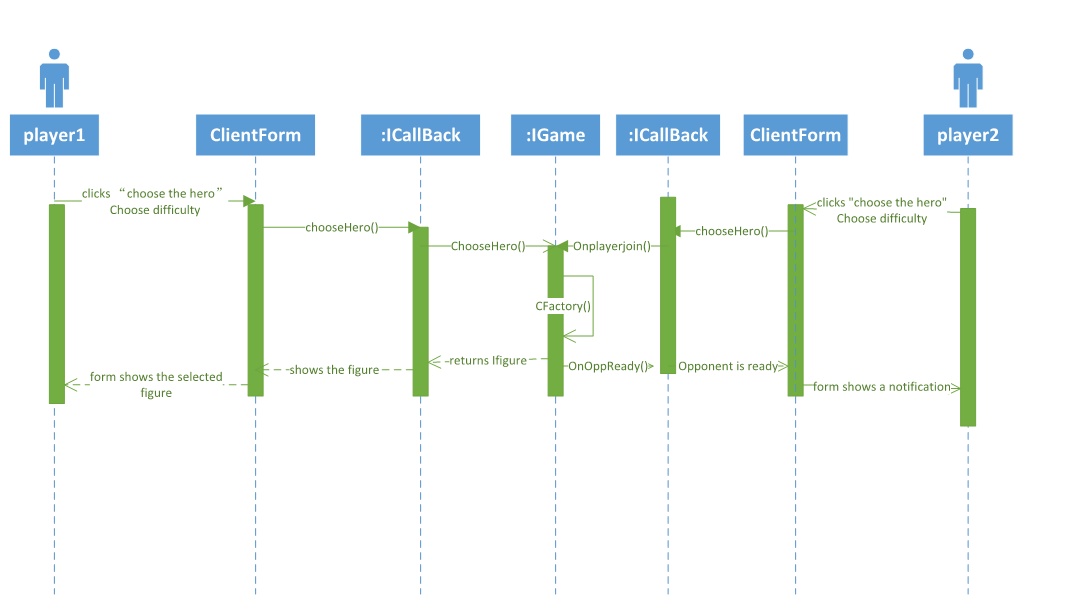 player1
ClientForm
:ICallBack
:IGame
:ICallBack
ClientForm
player2
clicks “choose the hero”
Choose difficulty
clicks "choose the hero"
Choose difficulty
chooseHero()
chooseHero()
ChooseHero()
Onplayerjoin()
CFactory()
returns Ifigure
OnOppReady()
Opponent is ready
shows the figure
form shows the selected
figure
form shows a notification